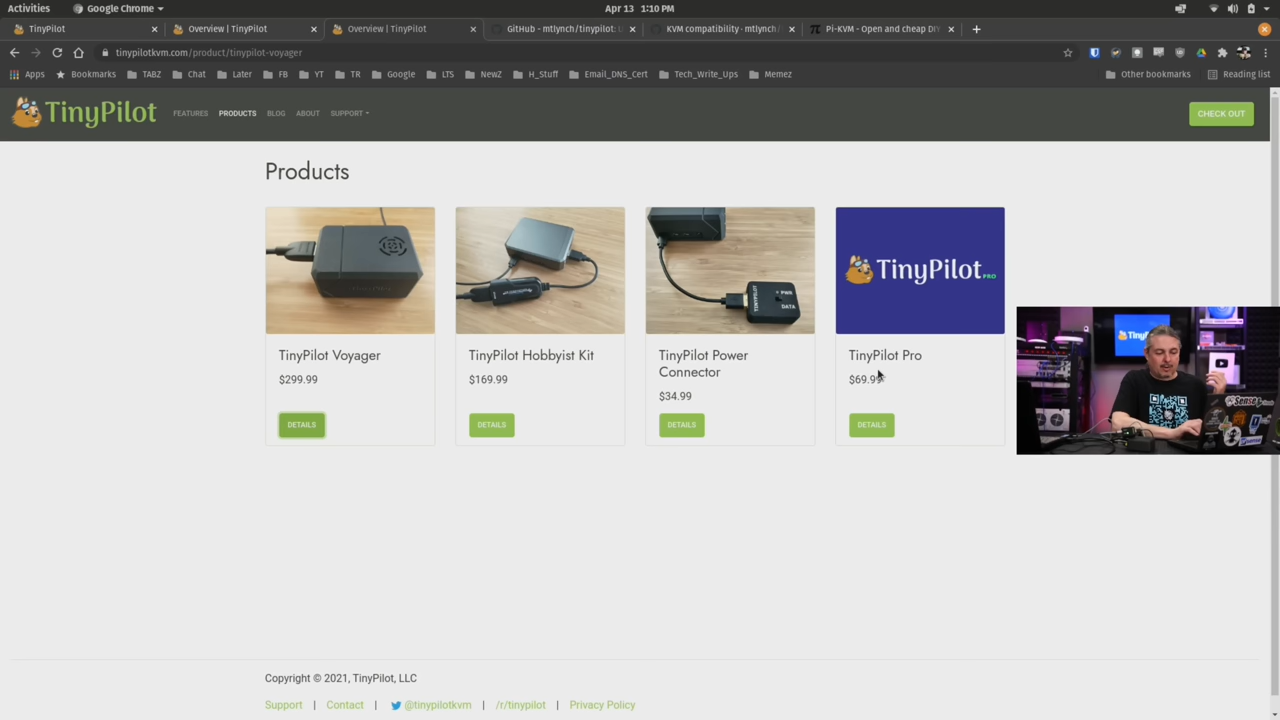 Activities
Google Chrome
Apr 13 1:10 PM
TinyPilot
Overview | TinyPilot
Overview | TinyPilot
GitHub - mtlynch/tinypilot: U
KVM compatibility · mtlynch/
Pi-KVM - Open and cheap DIY
tinypilotkvm.com/product/tinypilot-voyager
Apps
Bookmarks
TABZ
Chat
Later
FB
YT
TR
Google
LTS
NewZ
H_Stuff
Email_DNS_Cert
Tech_Write_Ups
Memez
Other bookmarks
Reading list
TinyPilot
FEATURES
PRODUCTS
BLOG
ABOUT
SUPPORT
CHECK OUT
Products
PWR
DATA
TINYPILOT
TinyPilot PRO
TinyPilot Voyager
$299.99
DETAILS
TinyPilot Hobbyist Kit
$169.99
DETAILS
TinyPilot Power
Connector
$34.99
DETAILS
TinyPilot Pro
$69.99
DETAILS
Copyright © 2021, TinyPilot, LLC
Support | Contact | @tinypilotkvm | /r/tinypilot | Privacy Policy